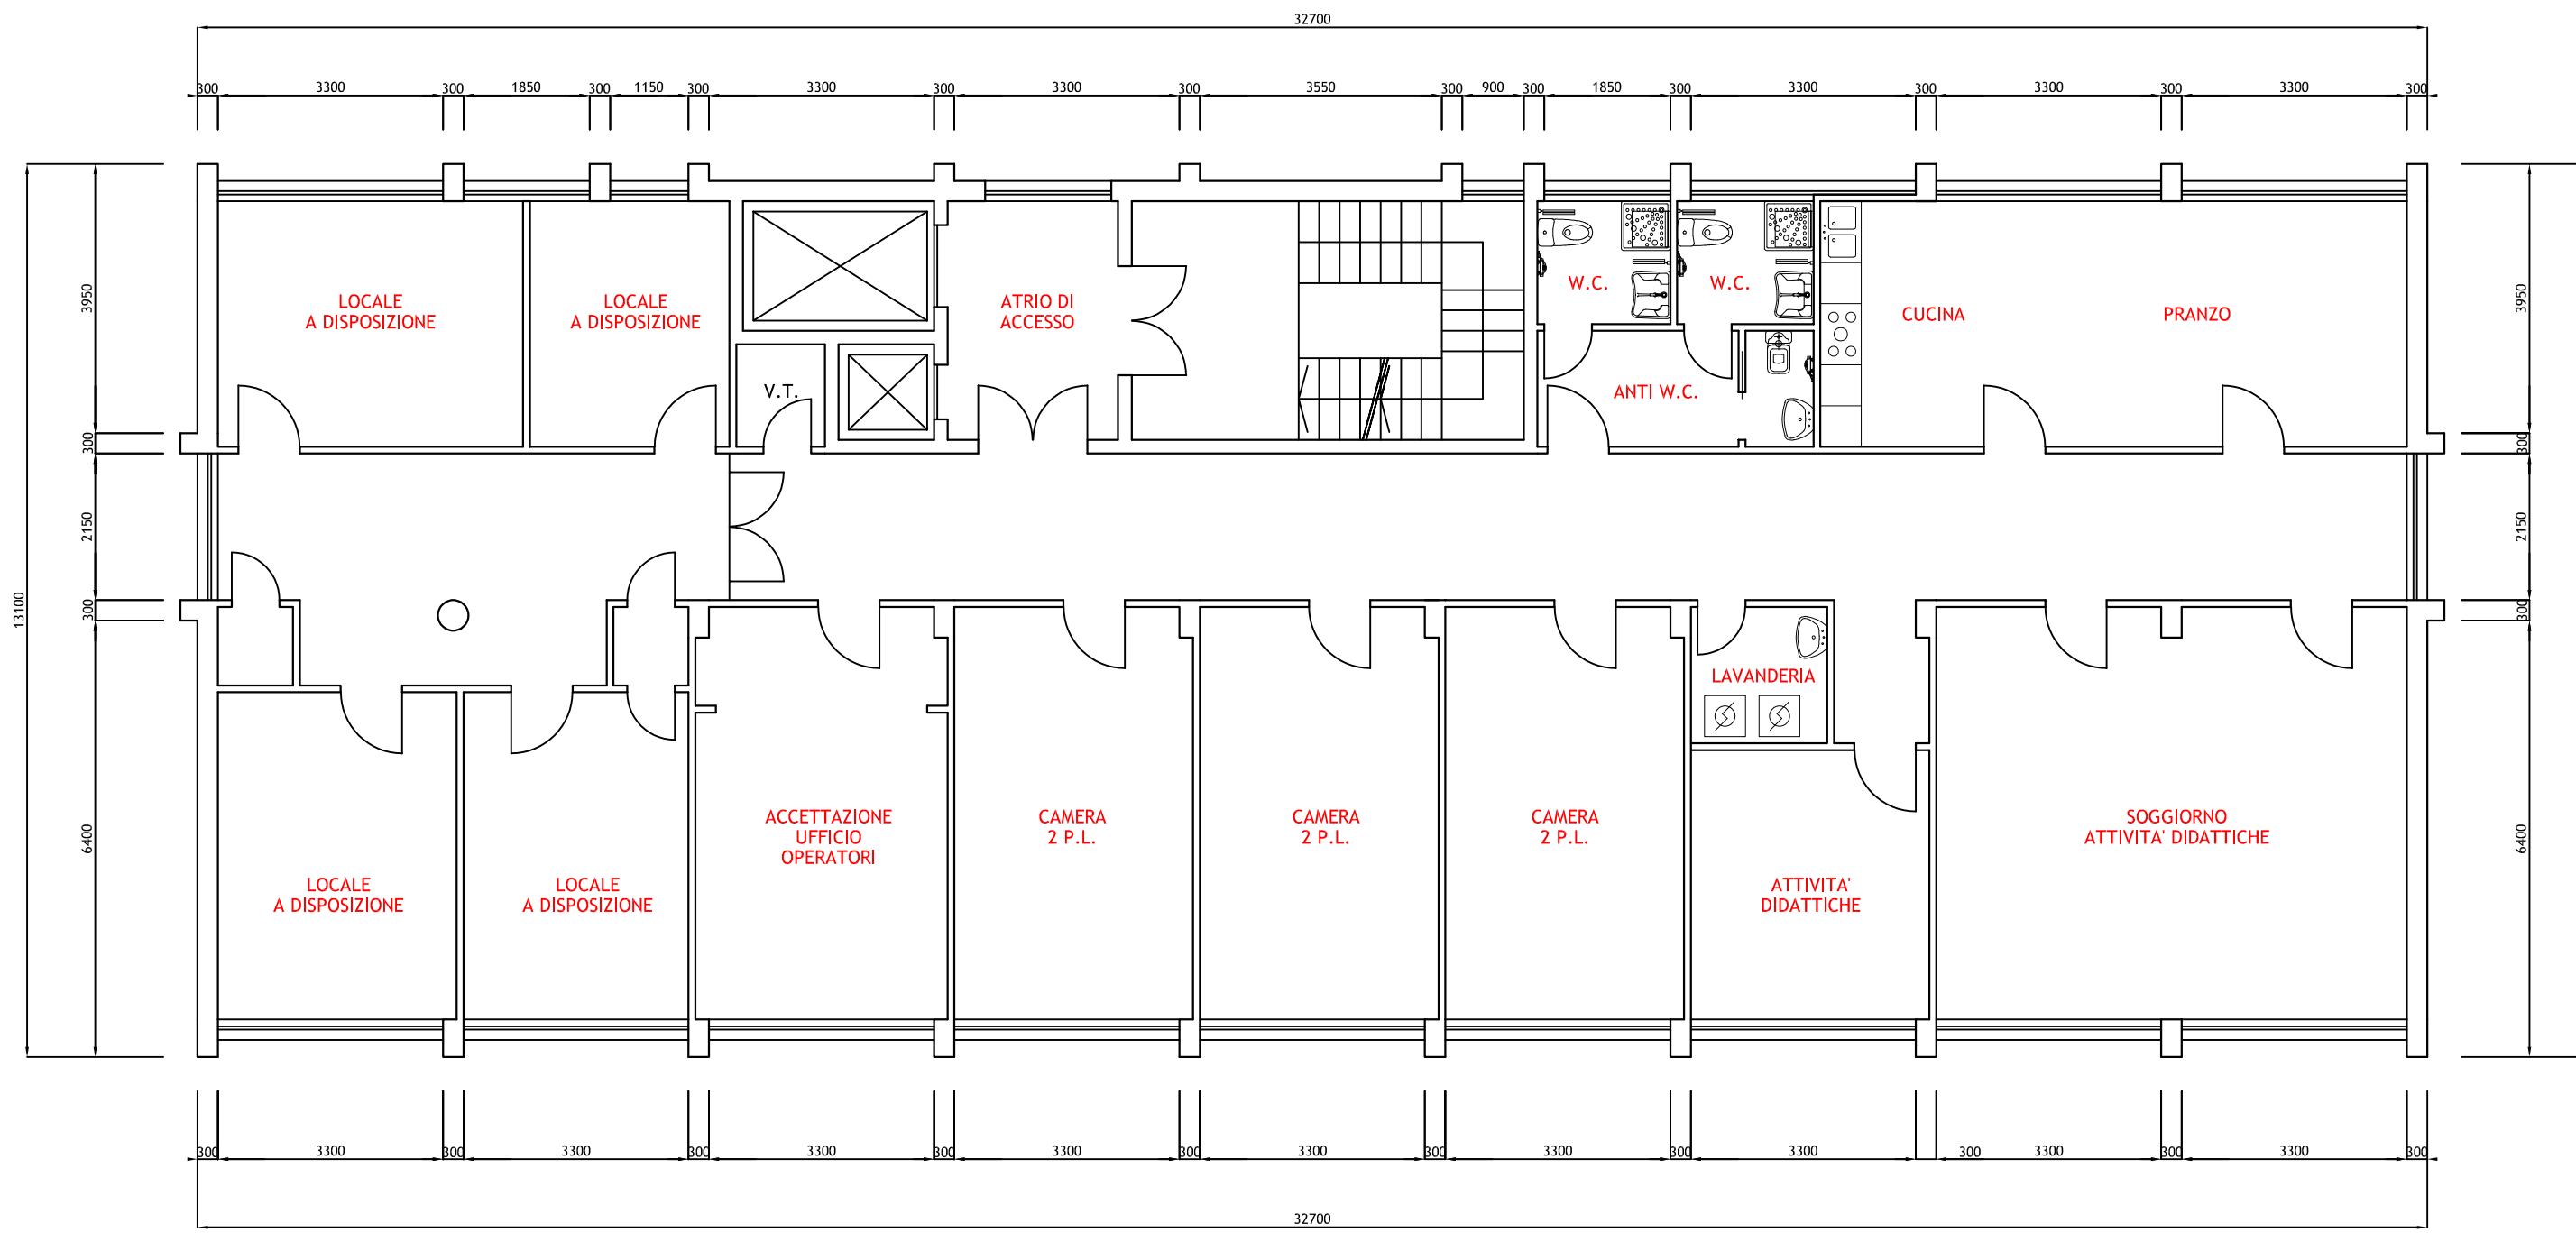 32700
300 3300 300 1850 300 1150 300 3300 300 3300 300 3550 300 900 300 1850 300 3300 300 3300 300 3300 300
13100
3950
300
2150
300
6400
3950
300
2150
300
6400
LOCALE
A DISPOSIZIONE
LOCALE
A DISPOSIZIONE
V.T.
ATRIO DI
ACCESSO
W.C.
W.C.
ANTI W.C.
CUCINA
PRANZO
LAVANDERIA
LOCALE
A DISPOSIZIONE
LOCALE
A DISPOSIZIONE
ACCETTAZIONE
UFFICIO
OPERATORI
CAMERA
2 P.L.
CAMERA
2 P.L.
CAMERA
2 P.L.
ATTIVITA'
DIDATTICHE
SOGGIORNO
ATTIVITA' DIDATTICHE
300 3300 300 3300 300 3300 300 3300 300 3300 300 3300 300 3300 300 3300 300 3300 300
32700